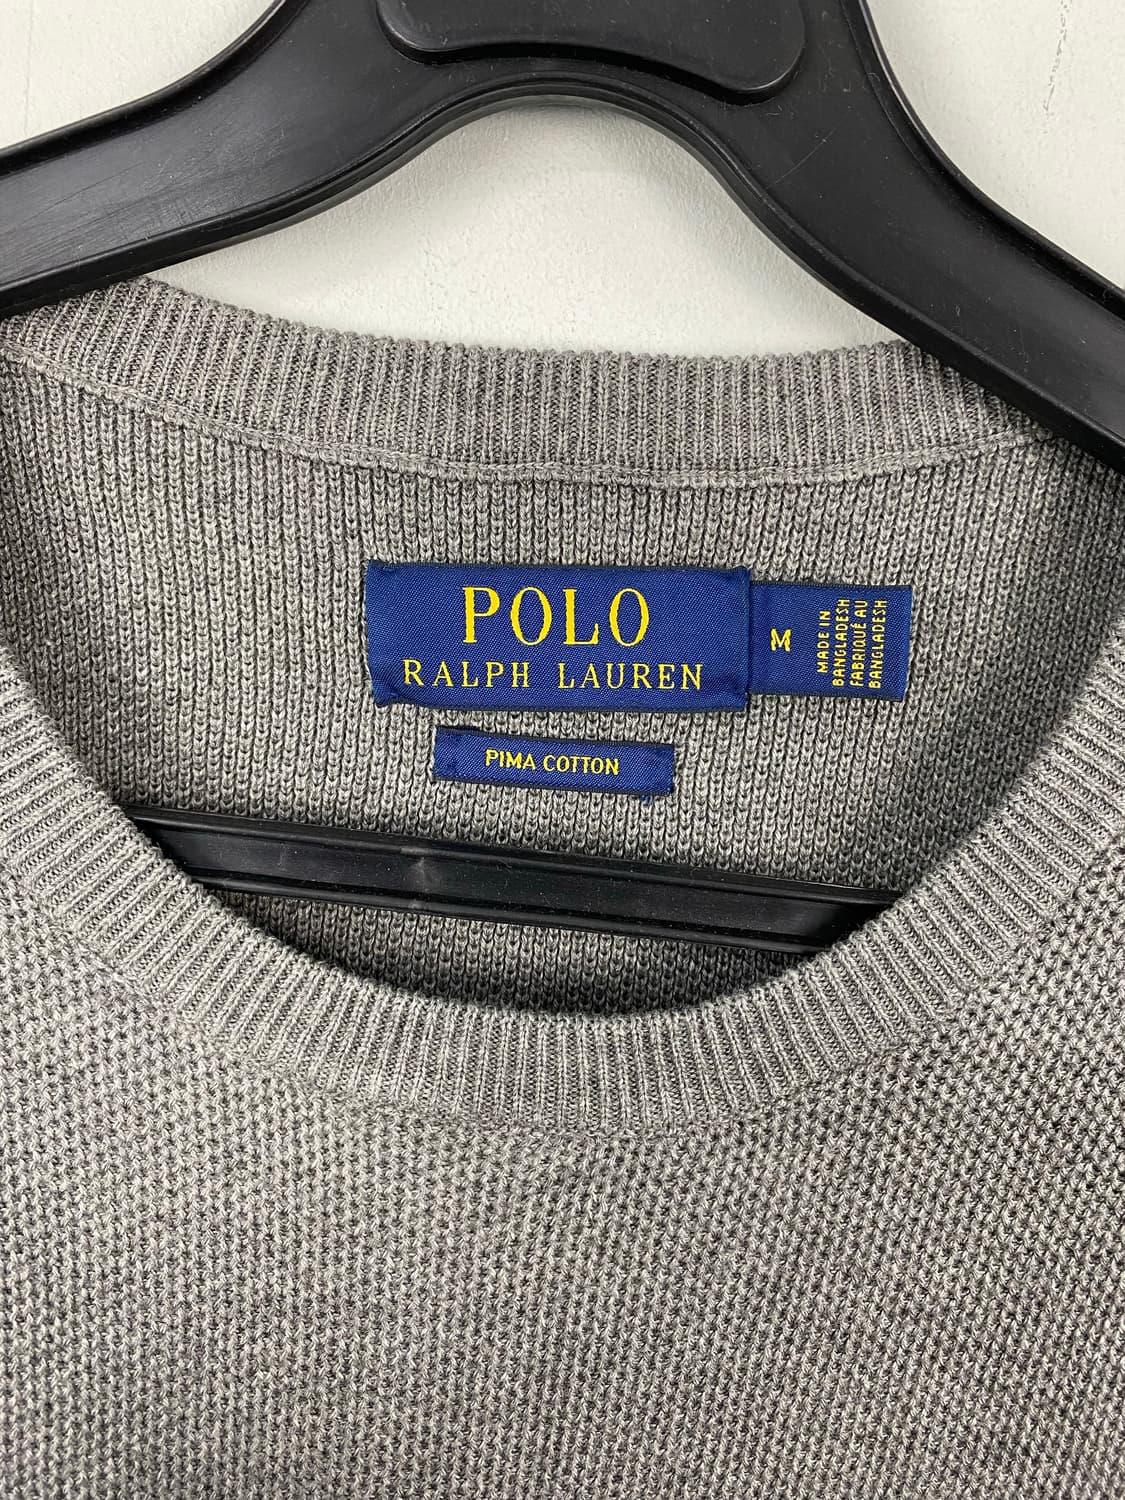 POLO
RALPH LAUREN
M
MADE IN
BANGLADESH
FABRIQUÉ AU
BANGLADESH
PIMA COTTON